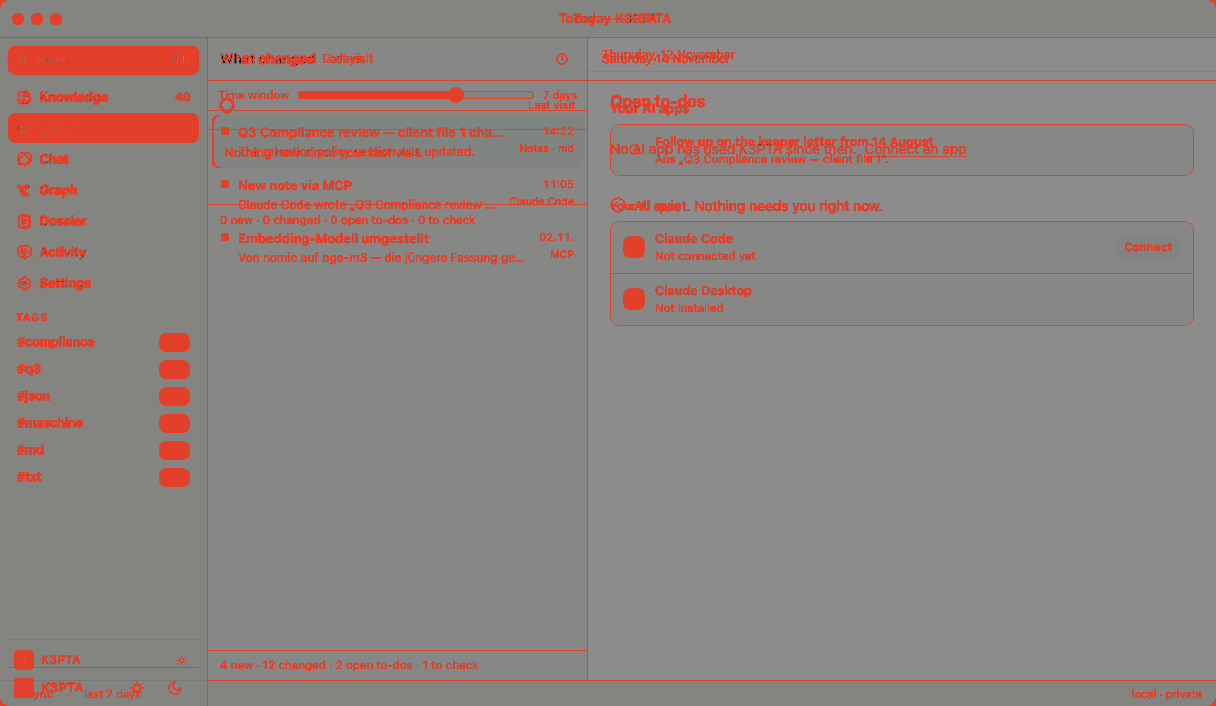 Today — K3PTA
Knowledge 40
Chat
Graph
Dossier
Activity
Settings
TAGS
#compliance
#q3
#json
#maschine
#md
#txt
K3PTA
K3PTA
last 7 days
What changed
Time window 7 days
Last visit
Q3 Compliance review — client file 1 cha… 14:22
Notes · md
New note via MCP 11:05
Claude Code wrote „Q3 Compliance review … Claude Code
0 new · 0 changed · 0 open to-dos · 0 to check
Embedding-Modell umgestellt 02.11.
Von nomic auf bge-m3 — die jüngere Fassung ge… MCP
4 new · 12 changed · 2 open to-dos · 1 to check
Thursday 12 November
Saturday 14 November
Open to-dos
Your AI apps
Follow up on the keeper letter from 14 August
No AI app has used K3PTA since then. Connect an app
Aus „Q3 Compliance review — client file 1“.
All quiet. Nothing needs you right now.
Claude Code
Not connected yet
Connect
Claude Desktop
Not installed
local · private